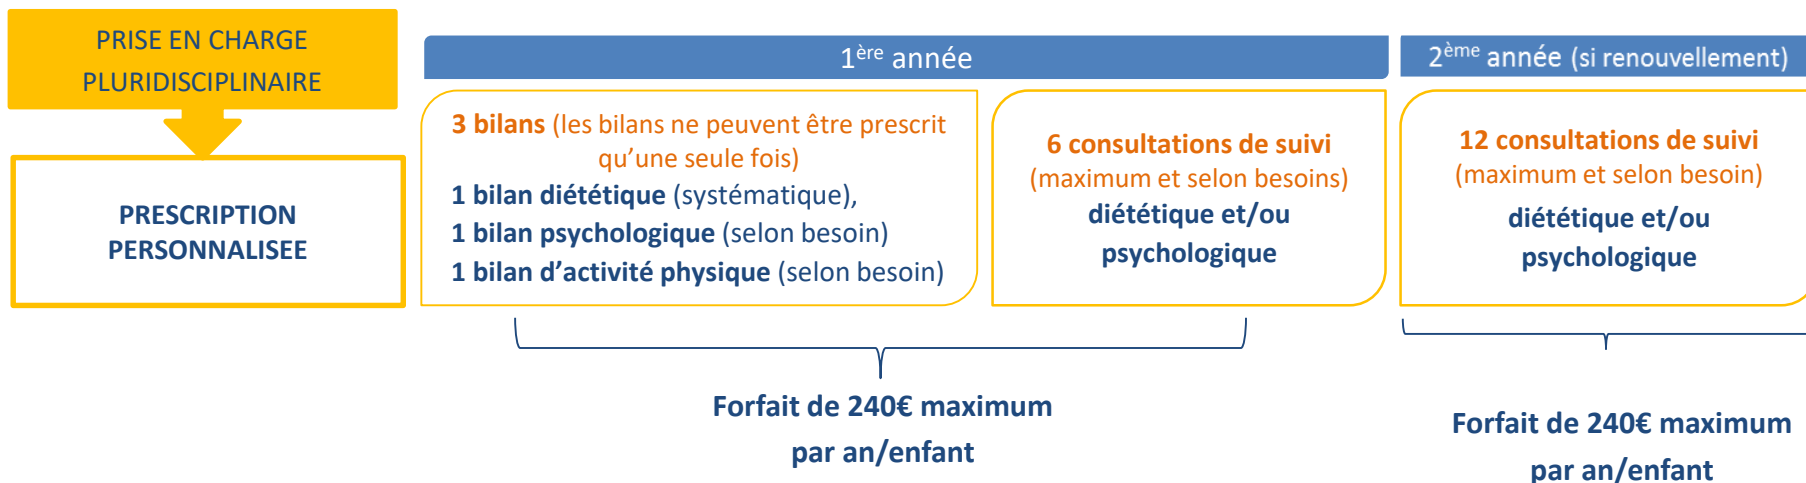 PRISE EN CHARGE
PLURIDISCIPLINAIRE
PRESCRIPTION
PERSONNALISEE
1ère année
3 bilans (les bilans ne peuvent être prescrit
qu'une seule fois)
1 bilan diététique (systématique),
1 bilan psychologique (selon besoin)
1 bilan d'activité physique (selon besoin)
6 consultations de suivi
(maximum et selon besoins)
diététique et/ou
psychologique
Forfait de 240€ maximum
par an/enfant
2ème année (si renouvellement)
12 consultations de suivi
(maximum et selon besoin)
diététique et/ou
psychologique
Forfait de 240€ maximum
par an/enfant